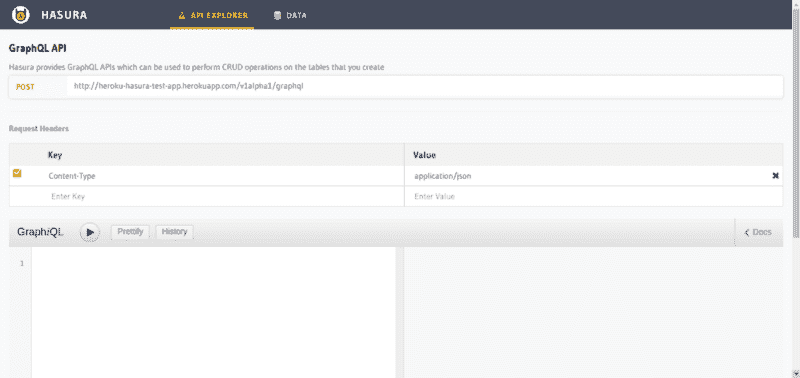 HASURA
API EXPLORER
DATA
GraphQL API
Hasura provides GraphQL APIs which can be used to perform CRUD operations on the tables that you create
POST
http://heroku-hasura-test-app.herokuapp.com/v1alpha1/graphql
Request Headers
Key Value
Content-Type application/json
Enter Key Enter Value
GraphiQL Prettify History Docs
1